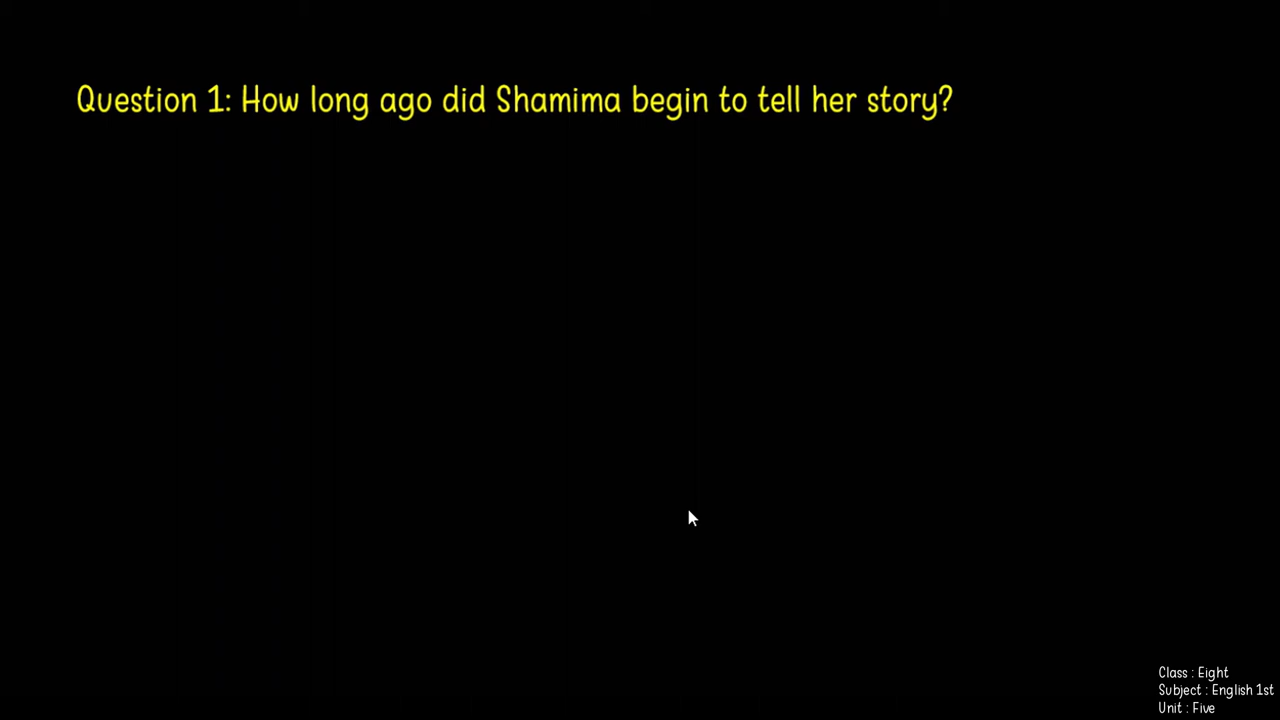 Question 1: How long ago did Shamima begin to tell her story?
Class : Eight
Subject : English 1st
Unit : Five